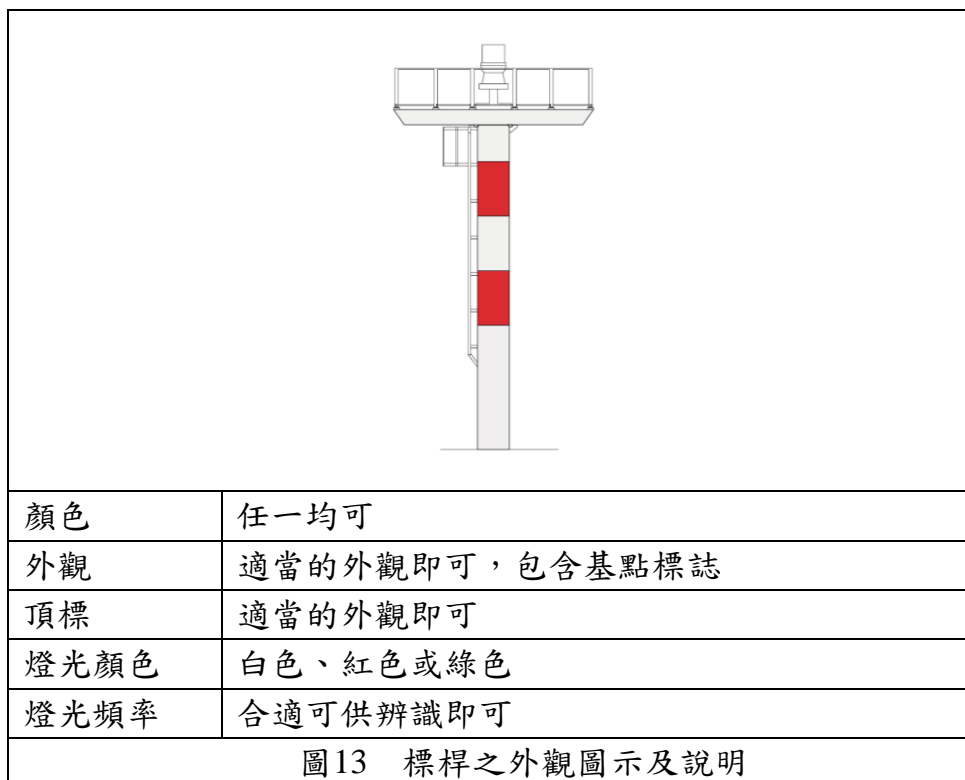 顏色 任一均可
外觀 適當的外觀即可，包含基點標誌
頂標 適當的外觀即可
燈光顏色 白色、紅色或綠色
燈光頻率 合適可供辨識即可
圖13 標桿之外觀圖示及說明